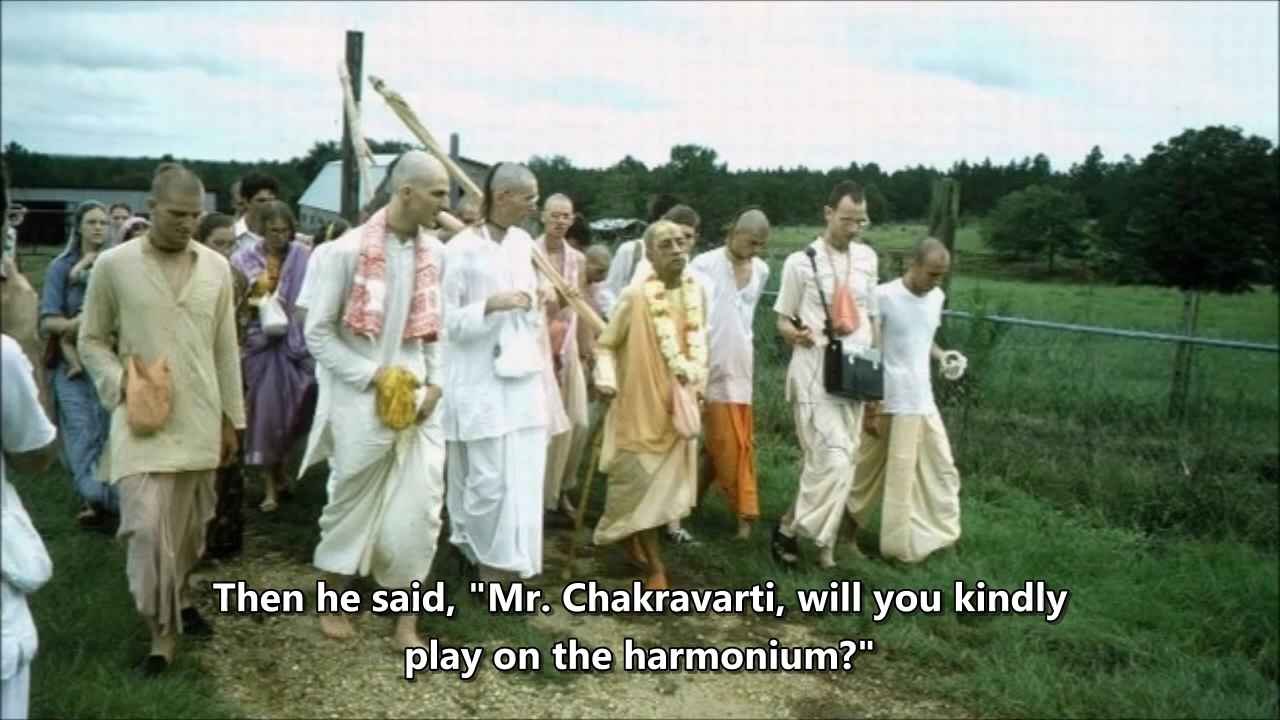 Then he said, "Mr. Chakravarti, will you kindly
play on the harmonium?"